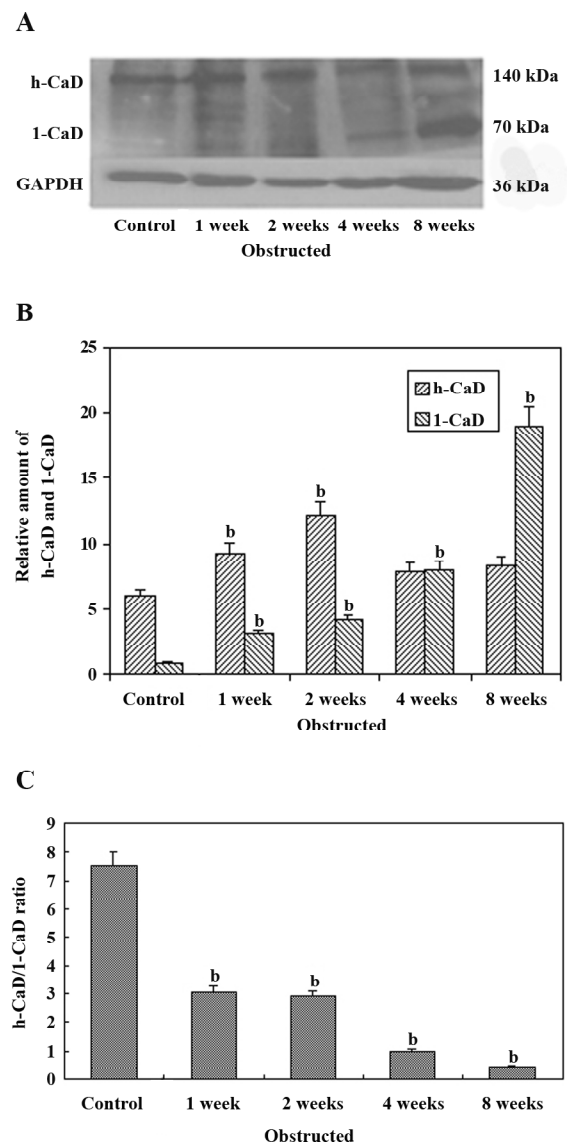 A
h-CaD 140 kDa
1-CaD 70 kDa
GAPDH 36 kDa
Control 1 week 2 weeks 4 weeks 8 weeks
Obstructed
B
Relative amount of
h-CaD and 1-CaD
25
20
15
10
5
0
h-CaD
1-CaD
b
b
b
b
b
b
Control 1 week 2 weeks 4 weeks 8 weeks
Obstructed
C
h-CaD/1-CaD ratio
9
8
7
6
5
4
3
2
1
0
b
b
b
b
Control 1 week 2 weeks 4 weeks 8 weeks
Obstructed